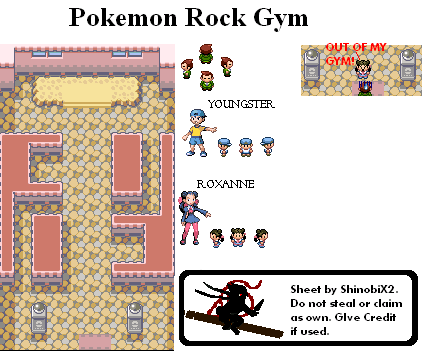 Pokemon Rock Gym
OUT OF MY
GYM!
YOUNGSTER
ROXANNE
Sheet by ShinobiX2.
Do not steal or claim
as own. GIve Credit
if used.